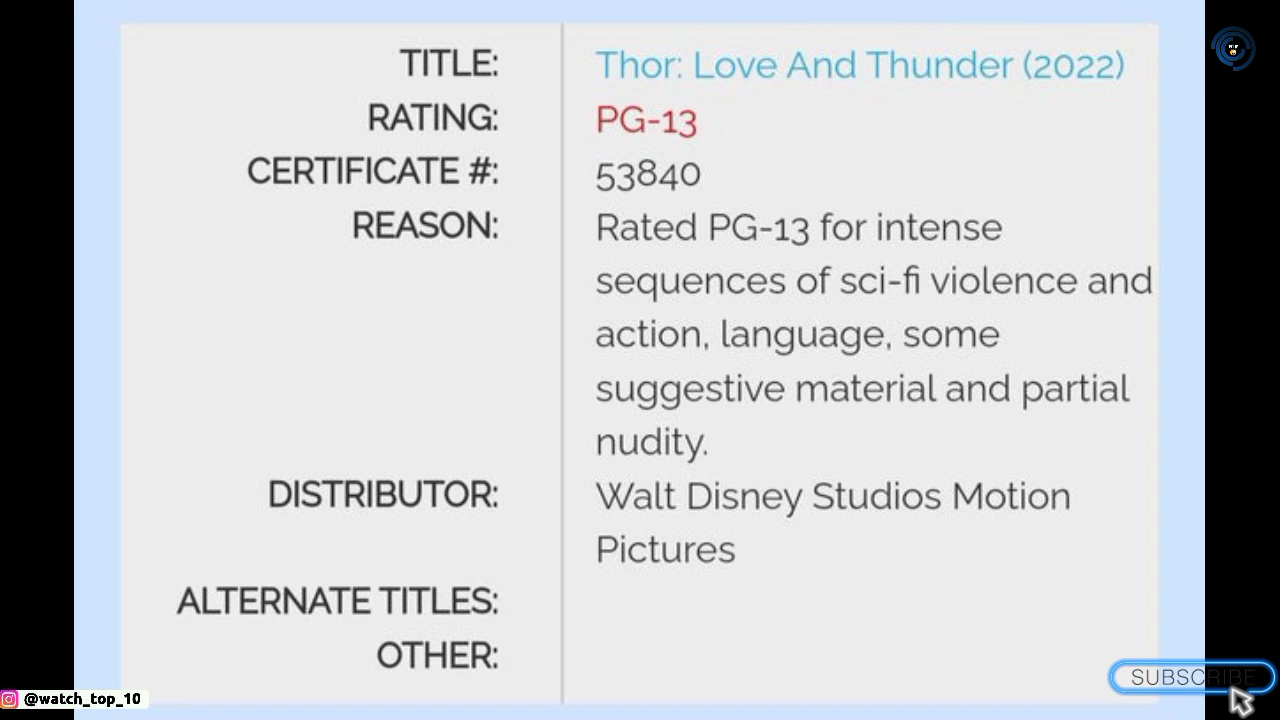 TITLE: Thor: Love And Thunder (2022)
RATING: PG-13
CERTIFICATE #: 53840
REASON: Rated PG-13 for intense
sequences of sci-fi violence and
action, language, some
suggestive material and partial
nudity.
DISTRIBUTOR: Walt Disney Studios Motion
Pictures
ALTERNATE TITLES:
OTHER:
SUBSCRIBE
@watch_top_10